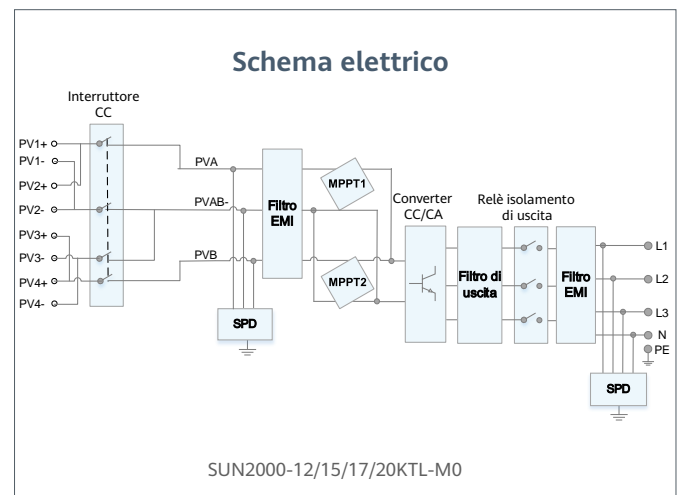 Schema elettrico
Interruttore
CC
PV1+
PV1-
PV2+
PV2-
PV3+
PV3-
PV4+
PV4-
PVA
PVAB-
PVB
Filtro
EMI
SPD
MPPT1
MPPT2
Converter
CC/CA
Filtro di
uscita
Relè isolamento
di uscita
Filtro
EMI
L1
L2
L3
N
PE
SPD
SUN2000-12/15/17/20KTL-M0